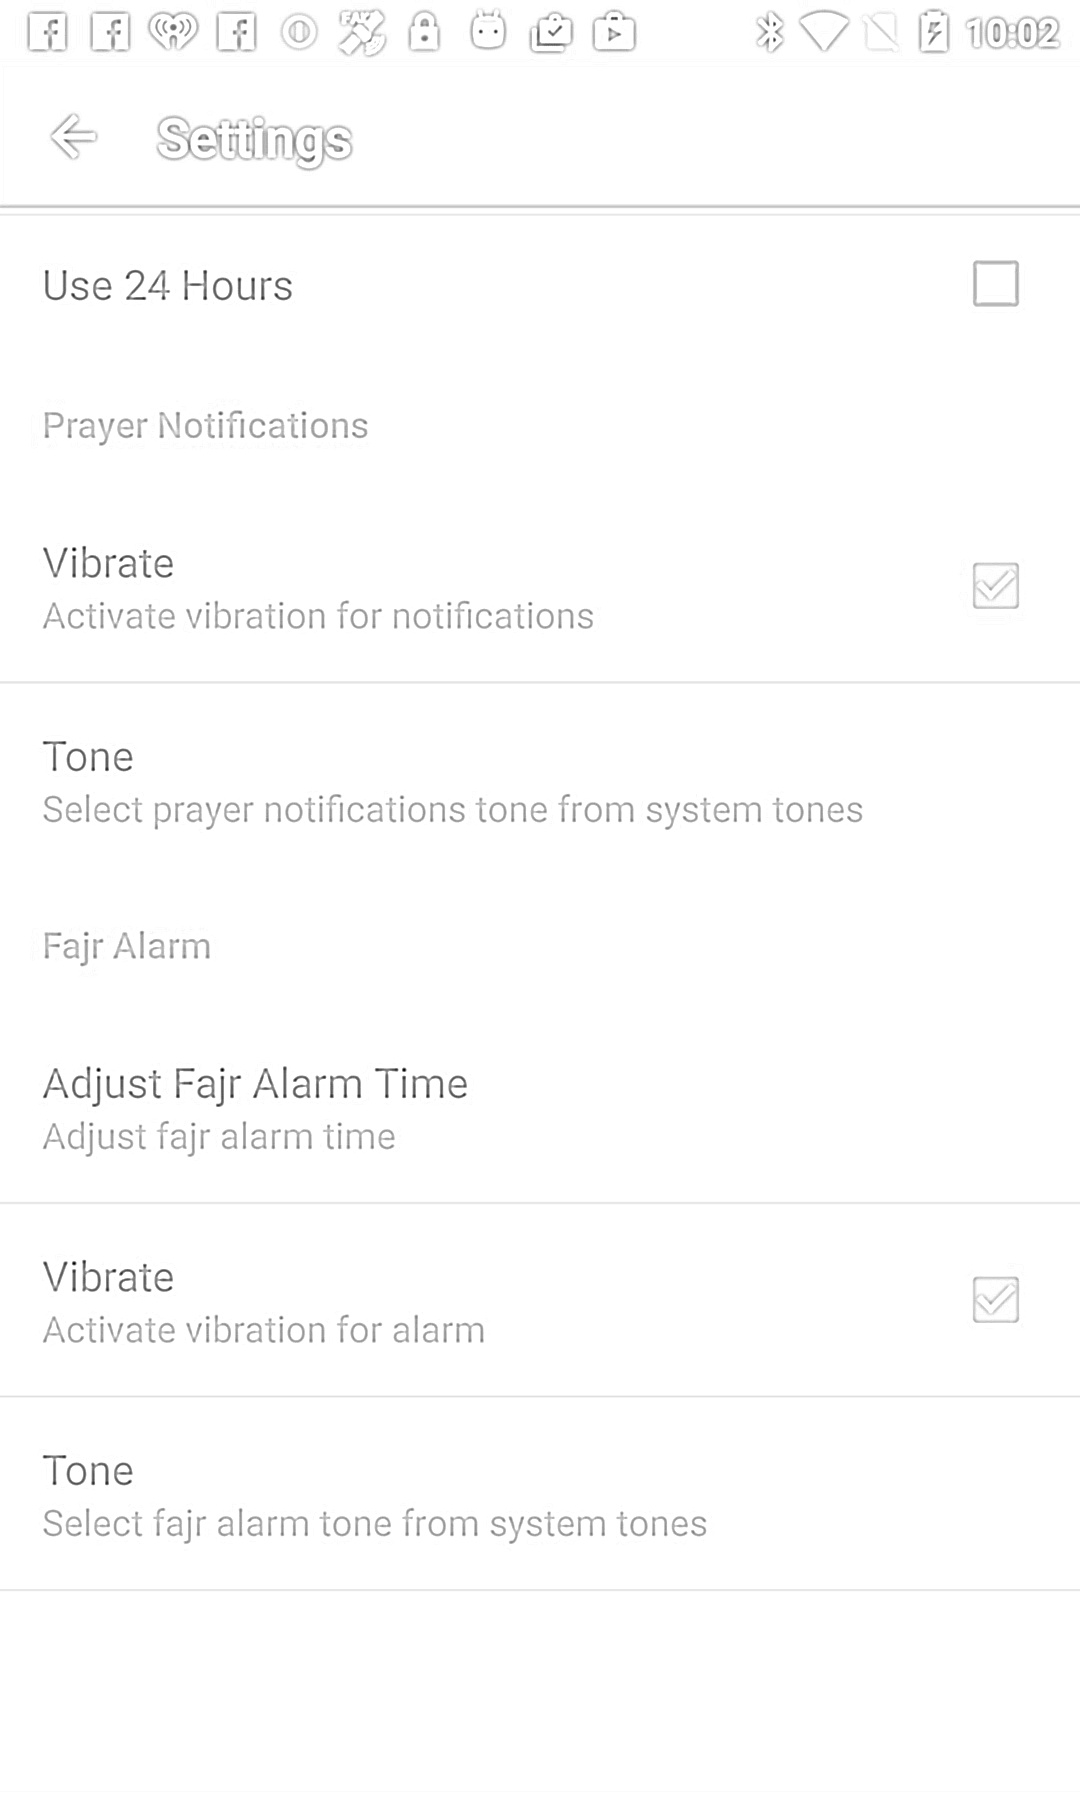 10:02
Settings
Use 24 Hours
Prayer Notifications
Vibrate
Activate vibration for notifications
Tone
Select prayer notifications tone from system tones
Fajr Alarm
Adjust Fajr Alarm Time
Adjust fajr alarm time
Vibrate
Activate vibration for alarm
Tone
Select fajr alarm tone from system tones